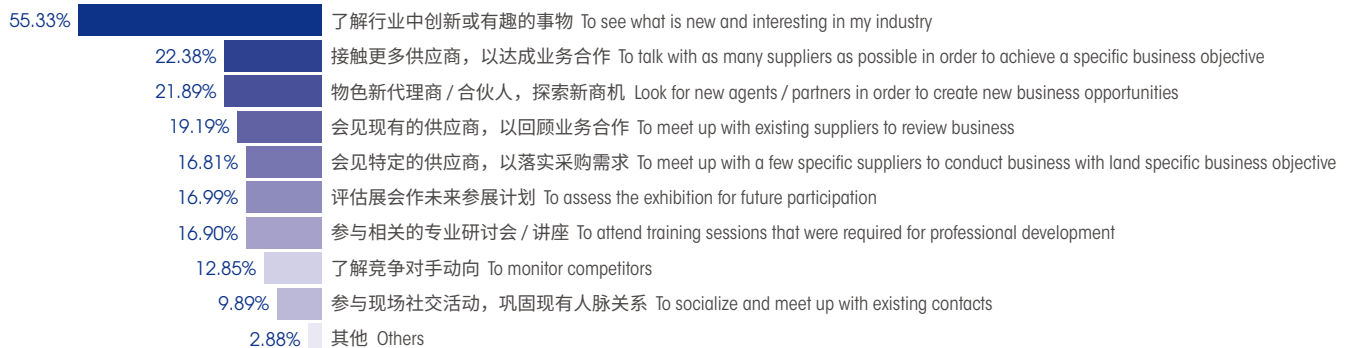 55.33% 了解行业中创新或有趣的事物 To see what is new and interesting in my industry
22.38% 接触更多供应商，以达成业务合作 To talk with as many suppliers as possible in order to achieve a specific business objective
21.89% 物色新代理商 / 合伙人，探索新商机 Look for new agents / partners in order to create new business opportunities
19.19% 会见现有的供应商，以回顾业务合作 To meet up with existing suppliers to review business
16.81% 会见特定的供应商，以落实采购需求 To meet up with a few specific suppliers to conduct business with land specific business objective
16.99% 评估展会作未来参展计划 To assess the exhibition for future participation
16.90% 参与相关的专业研讨会 / 讲座 To attend training sessions that were required for professional development
12.85% 了解竞争对手动向 To monitor competitors
9.89% 参与现场社交活动，巩固现有人脉关系 To socialize and meet up with existing contacts
2.88% 其他 Others